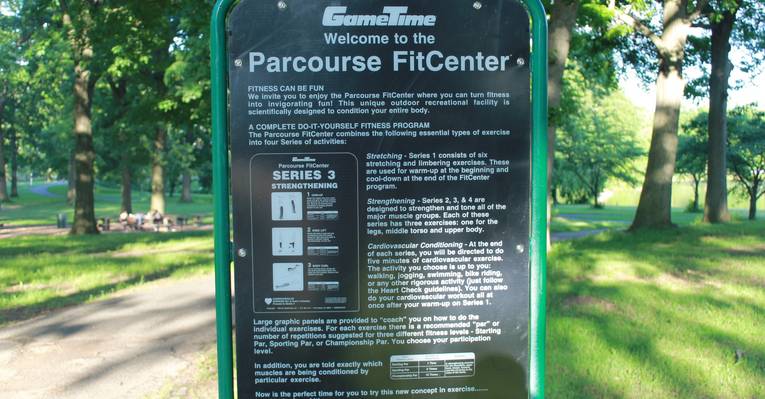 GameTime
Welcome to the
Parcourse FitCenter
FITNESS CAN BE FUN
We invite you to enjoy the Parcourse FitCenter where you can turn fitness
into invigorating fun! This unique outdoor recreational facility is
scientifically designed to condition your entire body.
A COMPLETE DO-IT-YOURSELF FITNESS PROGRAM
The Parcourse FitCenter combines the following essential types of exercise
into four Series of activities:
GameTime
Parcourse FitCenter
SERIES 3
STRENGTHENING
1
2
3
Stretching - Series 1 consists of six
stretching and limbering exercises. These
are used for warm-up at the beginning and
cool-down at the end of the FitCenter
program.
Strengthening - Series 2, 3, & 4 are
designed to strengthen and tone all of the
major muscle groups. Each of these
series has three exercises: one for the
legs, middle torso and upper body.
Cardiovascular Conditioning - At the end
of each series, you will be directed to do
five minutes of cardiovascular exercise.
The activity you choose is up to you:
walking, jogging, swimming, bike riding,
or any other rigorous activity (just follow
the Heart Check guidelines). You can also
do your cardiovascular workout all at
once after your warm-up on Series 1.
Large graphic panels are provided to "coach" you on how to do the
individual exercises. For each exercise there is a recommended "par" or
number of repetitions suggested for three different fitness levels - Starting
Par, Sporting Par, or Championship Par. You choose your participation
level.
In addition, you are told exactly which
muscles are being conditioned by
particular exercise.
Now is the perfect time for you to try this new concept in exercise......